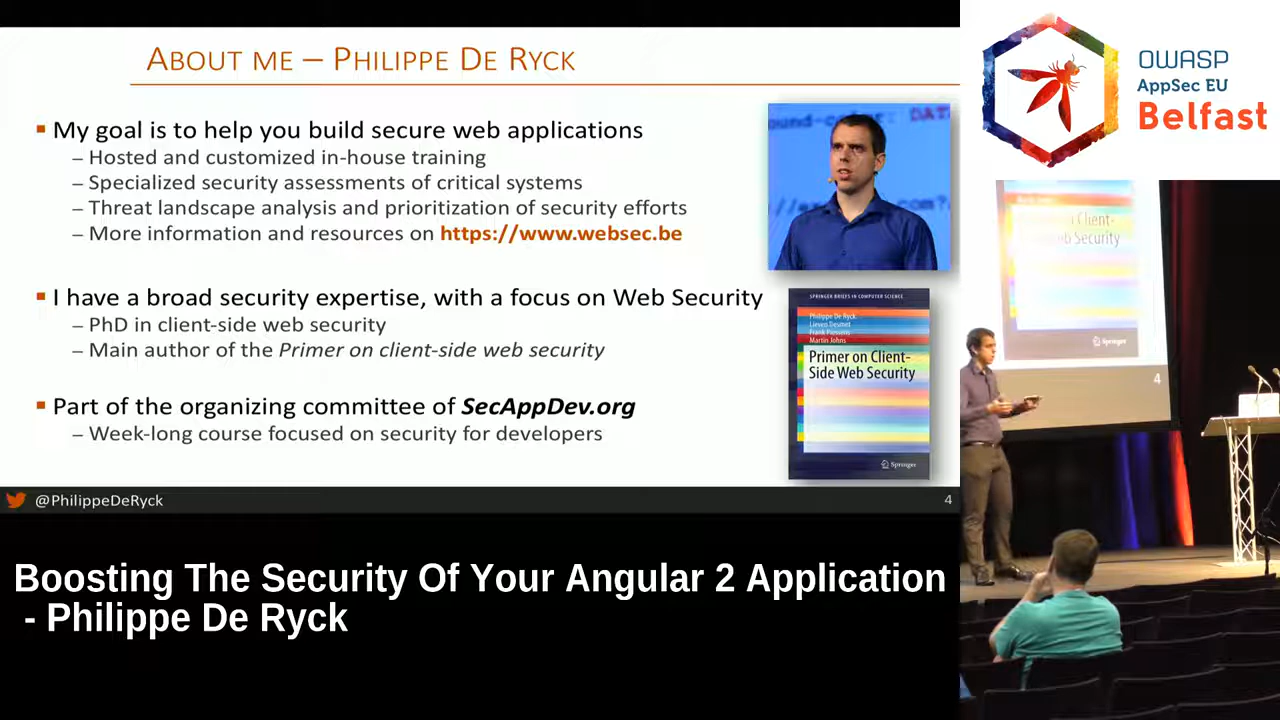 ABOUT ME – PHILIPPE DE RYCK
My goal is to help you build secure web applications
– Hosted and customized in-house training
– Specialized security assessments of critical systems
– Threat landscape analysis and prioritization of security efforts
– More information and resources on https://www.websec.be
I have a broad security expertise, with a focus on Web Security
– PhD in client-side web security
– Main author of the Primer on client-side web security
Part of the organizing committee of SecAppDev.org
– Week-long course focused on security for developers
SPRINGER BRIEFS IN COMPUTER SCIENCE
Philippe De Ryck
Lieven Desmet
Frank Piessens
Martin Johns
Primer on Client-
Side Web Security
Springer
@PhilippeDeRyck
4
Boosting The Security Of Your Angular 2 Application
- Philippe De Ryck
OWASP
AppSec EU
Belfast
Client-
Security
Springer
4